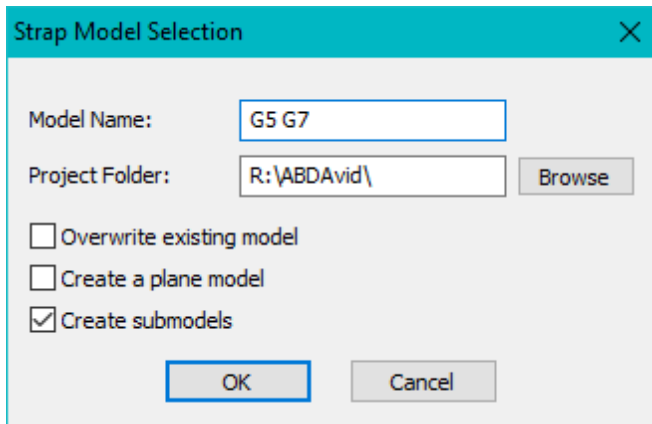 Strap Model Selection
Model Name: G5 G7
Project Folder: R:\ABDAvid\ Browse
Overwrite existing model
Create a plane model
Create submodels
OK Cancel